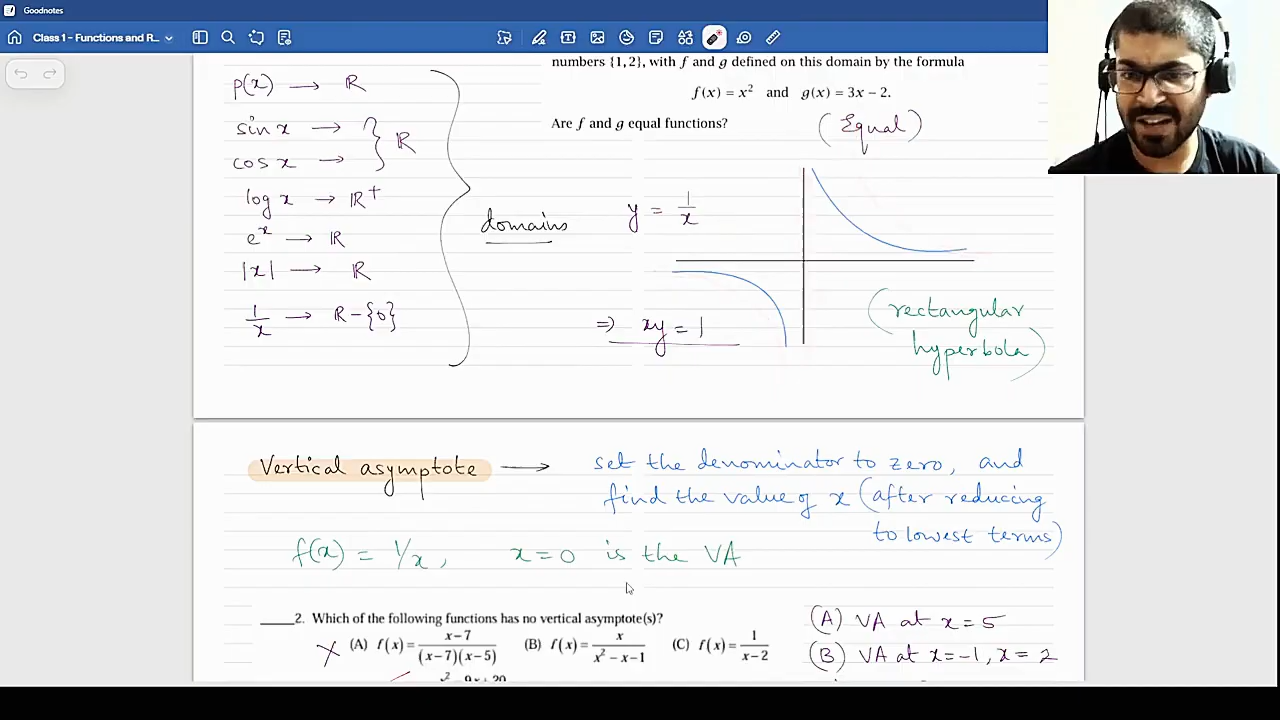 Goodnotes
Class 1 - Functions and R...
numbers {1,2}, with f and g defined on this domain by the formula
f(x) = x² and g(x) = 3x − 2.
Are f and g equal functions?
(Equal)
p(x) → ℝ
sin x →
cos x →
} ℝ
log x → ℝ+
eˣ → ℝ
|x| → ℝ
1/x → R - {0}
domains
y = 1/x
⇒ xy = 1
(rectangular
hyperbola)
Vertical asymptote → set the denominator to zero, and
find the value of x (after reducing
to lowest terms)
f(x) = 1/x, x = 0 is the VA
_____2. Which of the following functions has no vertical asymptote(s)?
(A) f(x) = (x−7)/((x−7)(x−5)) (B) f(x) = x/(x² − x − 1) (C) f(x) = 1/(x−2)
(A) VA at x = 5
(B) VA at x = -1, x = 2